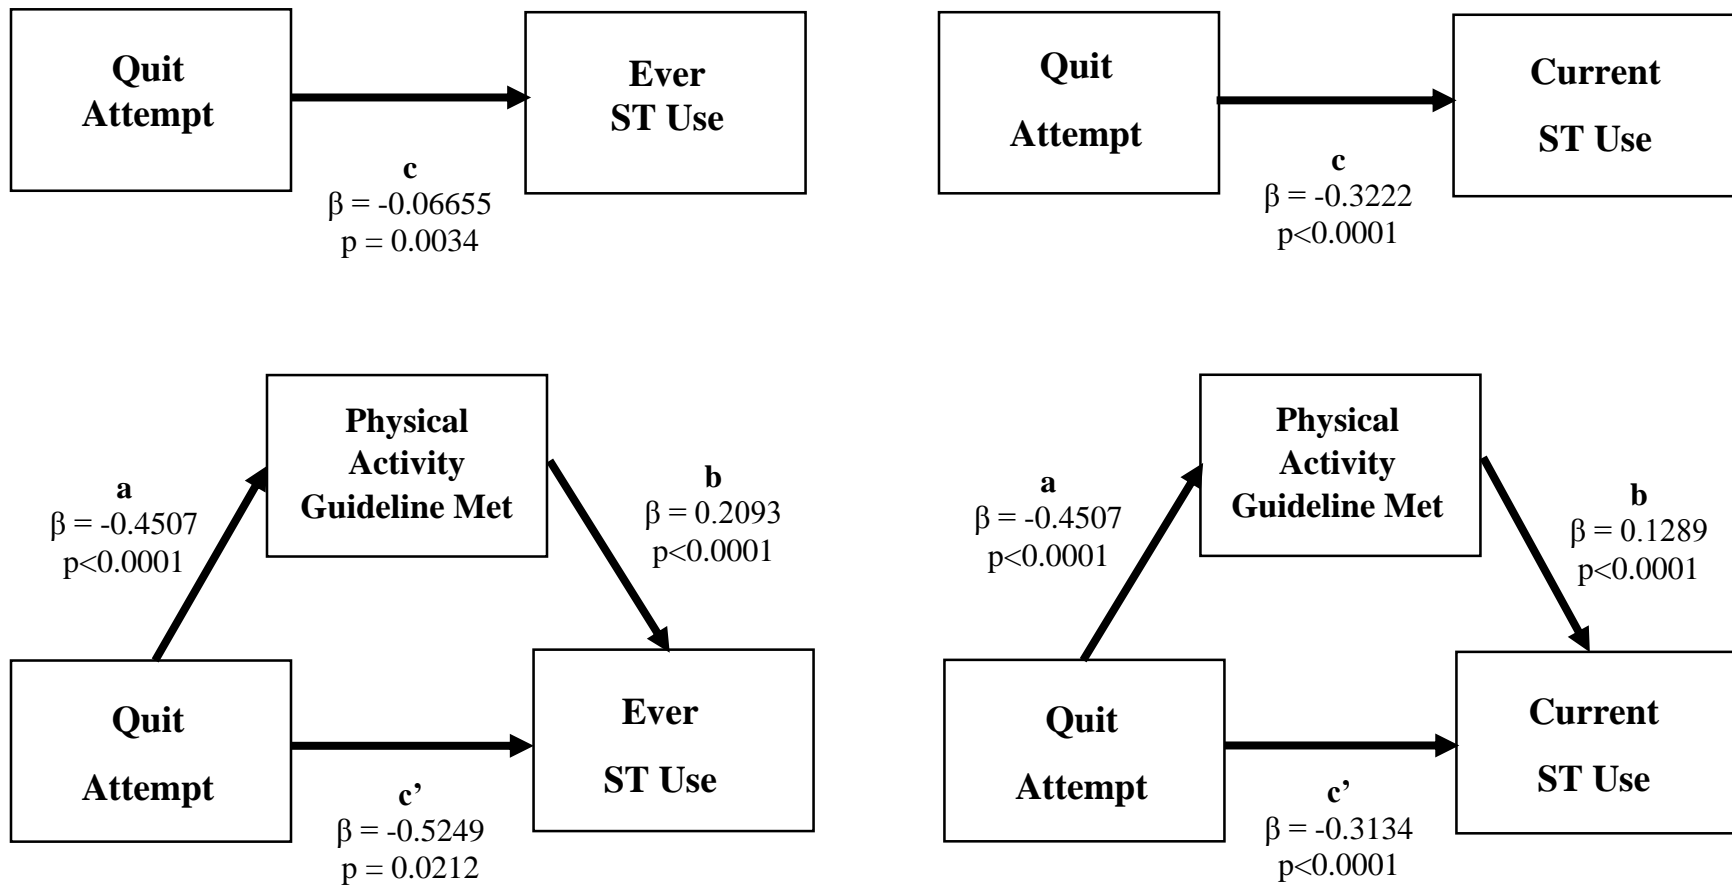 Quit
Attempt
Ever
ST Use
c
β = -0.06655
p = 0.0034
Quit
Attempt
Current
ST Use
c
β = -0.3222
p<0.0001
Physical
Activity
Guideline Met
a
β = -0.4507
p<0.0001
b
β = 0.2093
p<0.0001
Quit
Attempt
Ever
ST Use
c’
β = -0.5249
p = 0.0212
Physical
Activity
Guideline Met
a
β = -0.4507
p<0.0001
b
β = 0.1289
p<0.0001
Quit
Attempt
Current
ST Use
c’
β = -0.3134
p<0.0001